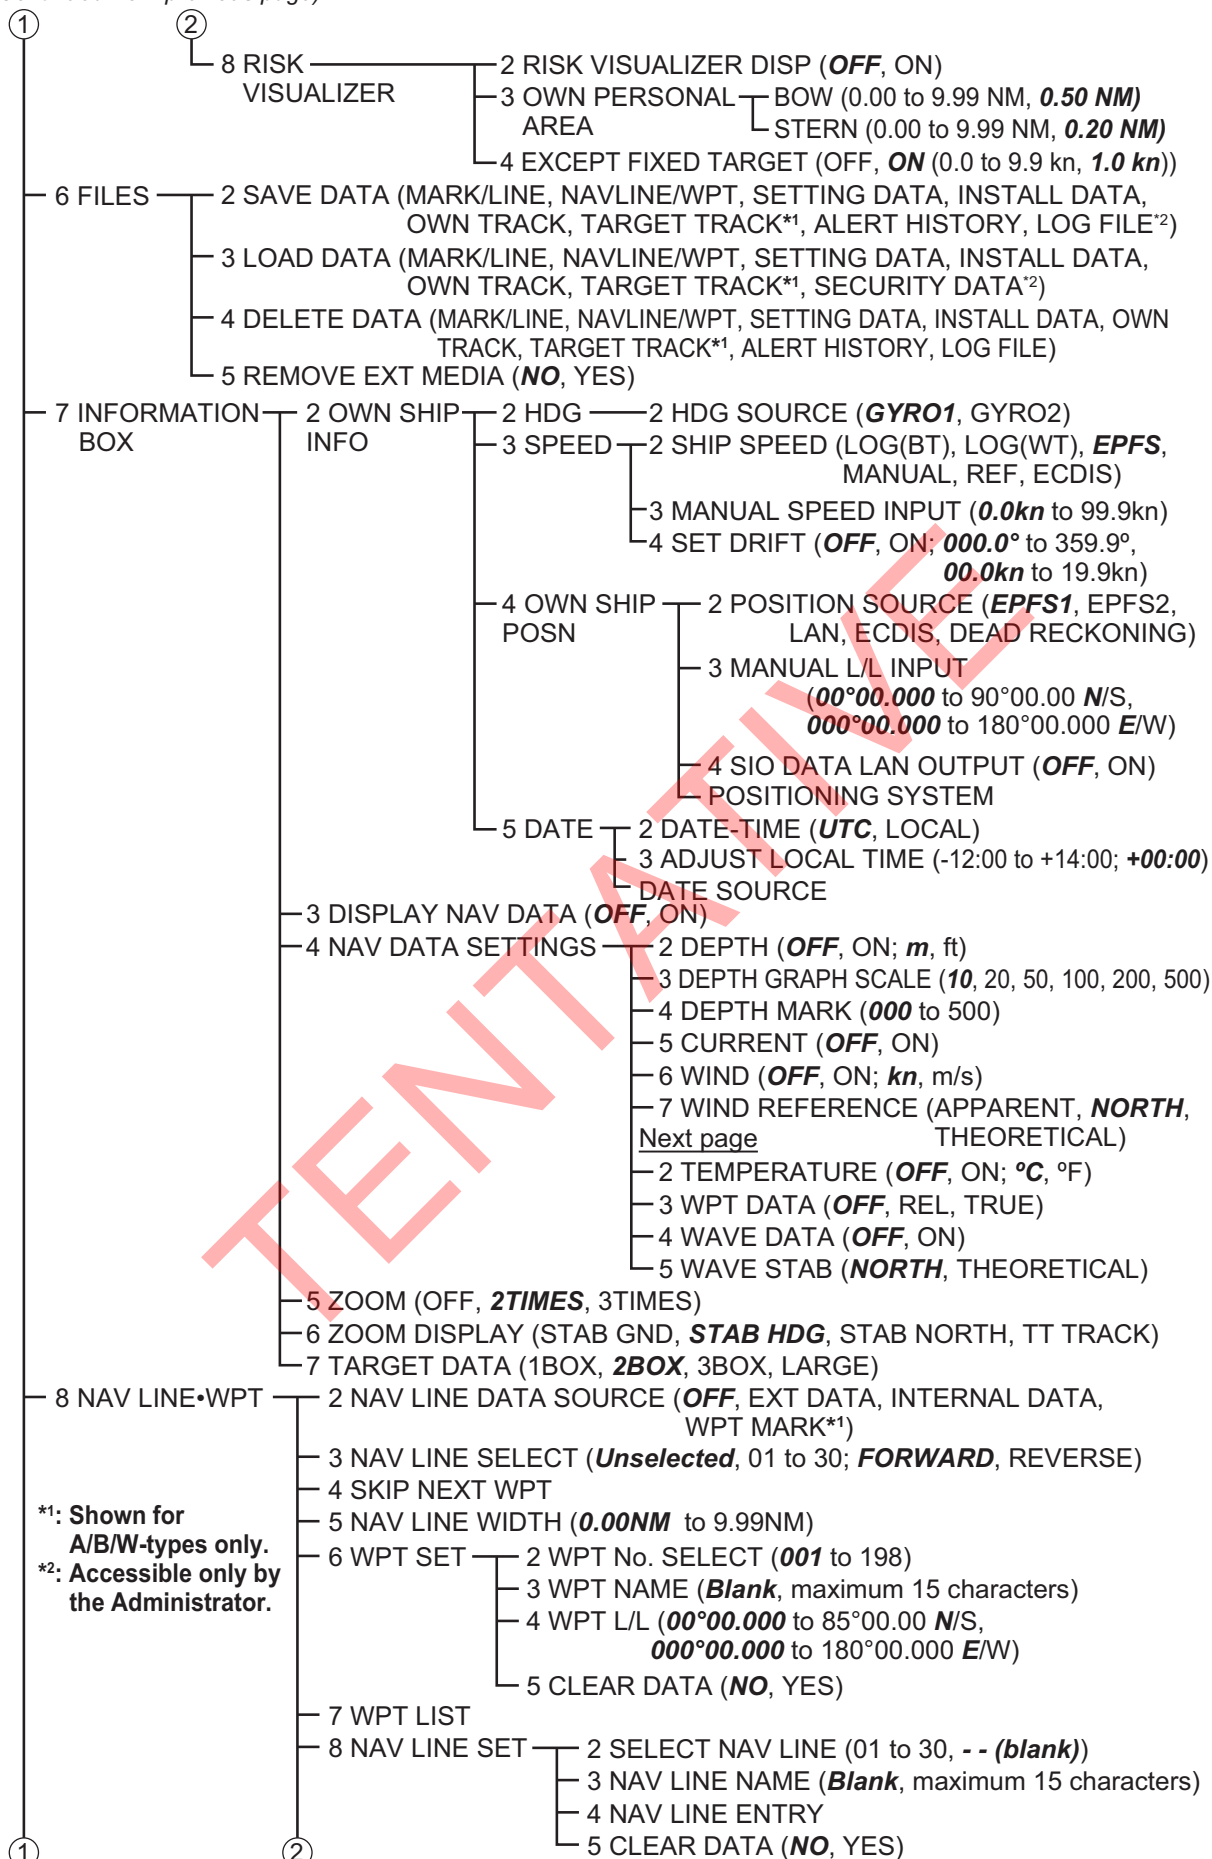 ① ②
8 RISK VISUALIZER
2 RISK VISUALIZER DISP (OFF, ON)
3 OWN PERSONAL AREA
BOW (0.00 to 9.99 NM, 0.50 NM)
STERN (0.00 to 9.99 NM, 0.20 NM)
4 EXCEPT FIXED TARGET (OFF, ON (0.0 to 9.9 kn, 1.0 kn))
6 FILES
2 SAVE DATA (MARK/LINE, NAVLINE/WPT, SETTING DATA, INSTALL DATA,
OWN TRACK, TARGET TRACK*1, ALERT HISTORY, LOG FILE*2)
3 LOAD DATA (MARK/LINE, NAVLINE/WPT, SETTING DATA, INSTALL DATA,
OWN TRACK, TARGET TRACK*1, SECURITY DATA*2)
4 DELETE DATA (MARK/LINE, NAVLINE/WPT, SETTING DATA, INSTALL DATA, OWN
TRACK, TARGET TRACK*1, ALERT HISTORY, LOG FILE)
5 REMOVE EXT MEDIA (NO, YES)
7 INFORMATION BOX
2 OWN SHIP INFO
2 HDG
2 HDG SOURCE (GYRO1, GYRO2)
3 SPEED
2 SHIP SPEED (LOG(BT), LOG(WT), EPFS,
MANUAL, REF, ECDIS)
3 MANUAL SPEED INPUT (0.0kn to 99.9kn)
4 SET DRIFT (OFF, ON; 000.0° to 359.9º,
00.0kn to 19.9kn)
4 OWN SHIP POSN
2 POSITION SOURCE (EPFS1, EPFS2,
LAN, ECDIS, DEAD RECKONING)
3 MANUAL L/L INPUT
(00°00.000 to 90°00.00 N/S,
000°00.000 to 180°00.000 E/W)
4 SIO DATA LAN OUTPUT (OFF, ON)
POSITIONING SYSTEM
5 DATE
2 DATE-TIME (UTC, LOCAL)
3 ADJUST LOCAL TIME (-12:00 to +14:00; +00:00)
DATE SOURCE
3 DISPLAY NAV DATA (OFF, ON)
4 NAV DATA SETTINGS
2 DEPTH (OFF, ON; m, ft)
3 DEPTH GRAPH SCALE (10, 20, 50, 100, 200, 500)
4 DEPTH MARK (000 to 500)
5 CURRENT (OFF, ON)
6 WIND (OFF, ON; kn, m/s)
7 WIND REFERENCE (APPARENT, NORTH,
THEORETICAL)
Next page
2 TEMPERATURE (OFF, ON; ºC, ºF)
3 WPT DATA (OFF, REL, TRUE)
4 WAVE DATA (OFF, ON)
5 WAVE STAB (NORTH, THEORETICAL)
5 ZOOM (OFF, 2TIMES, 3TIMES)
6 ZOOM DISPLAY (STAB GND, STAB HDG, STAB NORTH, TT TRACK)
7 TARGET DATA (1BOX, 2BOX, 3BOX, LARGE)
8 NAV LINE•WPT
2 NAV LINE DATA SOURCE (OFF, EXT DATA, INTERNAL DATA,
WPT MARK*1)
3 NAV LINE SELECT (Unselected, 01 to 30; FORWARD, REVERSE)
4 SKIP NEXT WPT
5 NAV LINE WIDTH (0.00NM to 9.99NM)
6 WPT SET
2 WPT No. SELECT (001 to 198)
3 WPT NAME (Blank, maximum 15 characters)
4 WPT L/L (00°00.000 to 85°00.00 N/S,
000°00.000 to 180°00.000 E/W)
5 CLEAR DATA (NO, YES)
7 WPT LIST
8 NAV LINE SET
2 SELECT NAV LINE (01 to 30, - - (blank))
3 NAV LINE NAME (Blank, maximum 15 characters)
4 NAV LINE ENTRY
5 CLEAR DATA (NO, YES)
*1: Shown for
A/B/W-types only.
*2: Accessible only by
the Administrator.
① ②
TENTATIVE